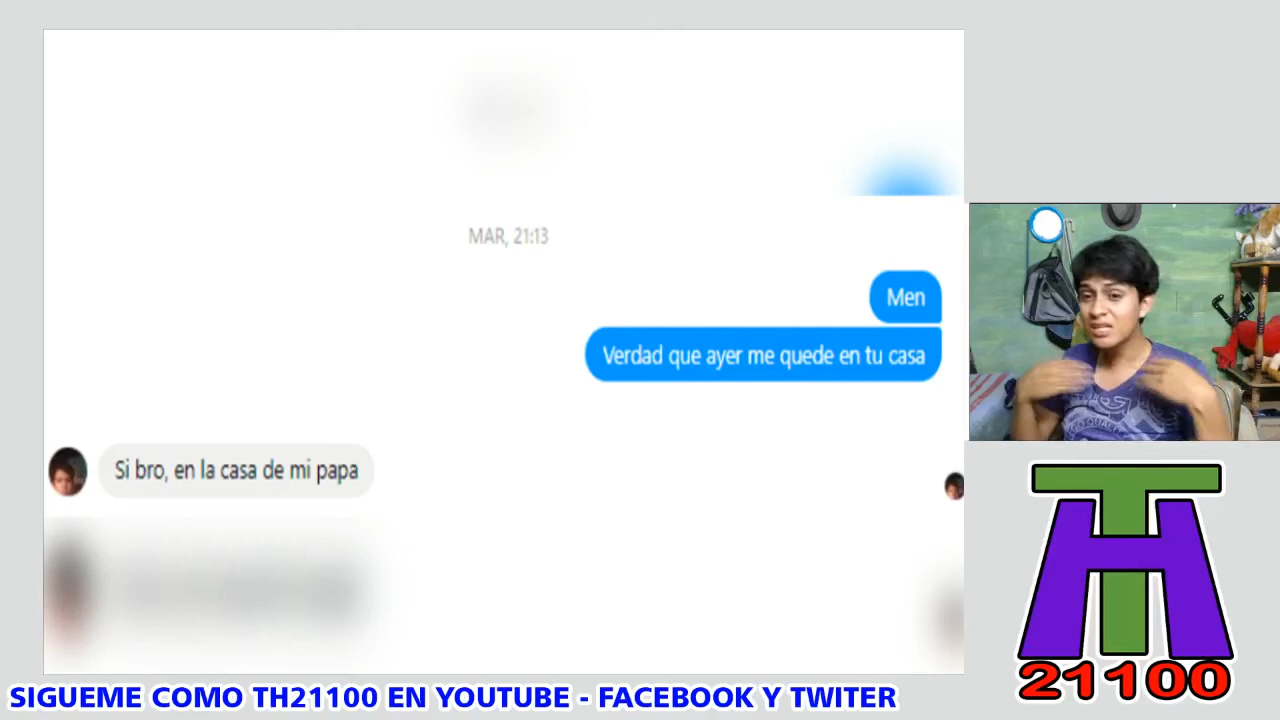 MAR, 21:13
Men
Verdad que ayer me quede en tu casa
Si bro, en la casa de mi papa
TH
21100
SIGUEME COMO TH21100 EN YOUTUBE - FACEBOOK Y TWITER